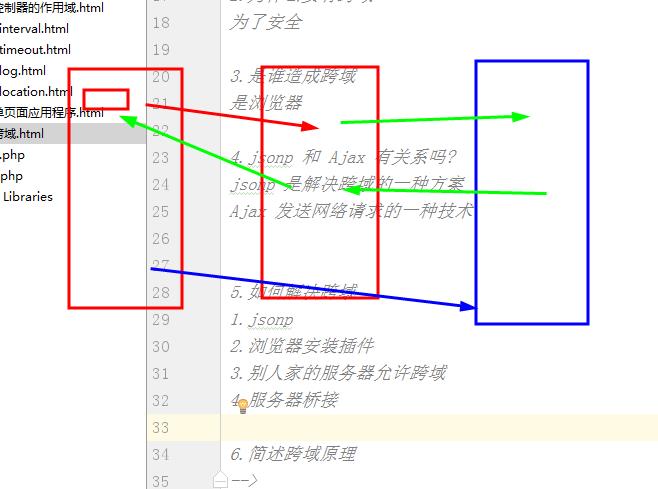 控制器的作用域.html
interval.html
timeout.html
log.html
location.html
单页面应用程序.html
跨域.html
.php
php
Libraries
18 为了安全
19
20 3.是谁造成跨域
21 是浏览器
22
23 4.jsonp 和 Ajax 有关系吗?
24 jsonp 是解决跨域的一种方案
25 Ajax 发送网络请求的一种技术
26
27
28 5.如何解决跨域
29 1.jsonp
30 2.浏览器安装插件
31 3.别人家的服务器允许跨域
32 4.服务器桥接
33
34 6.简述跨域原理
35 -->